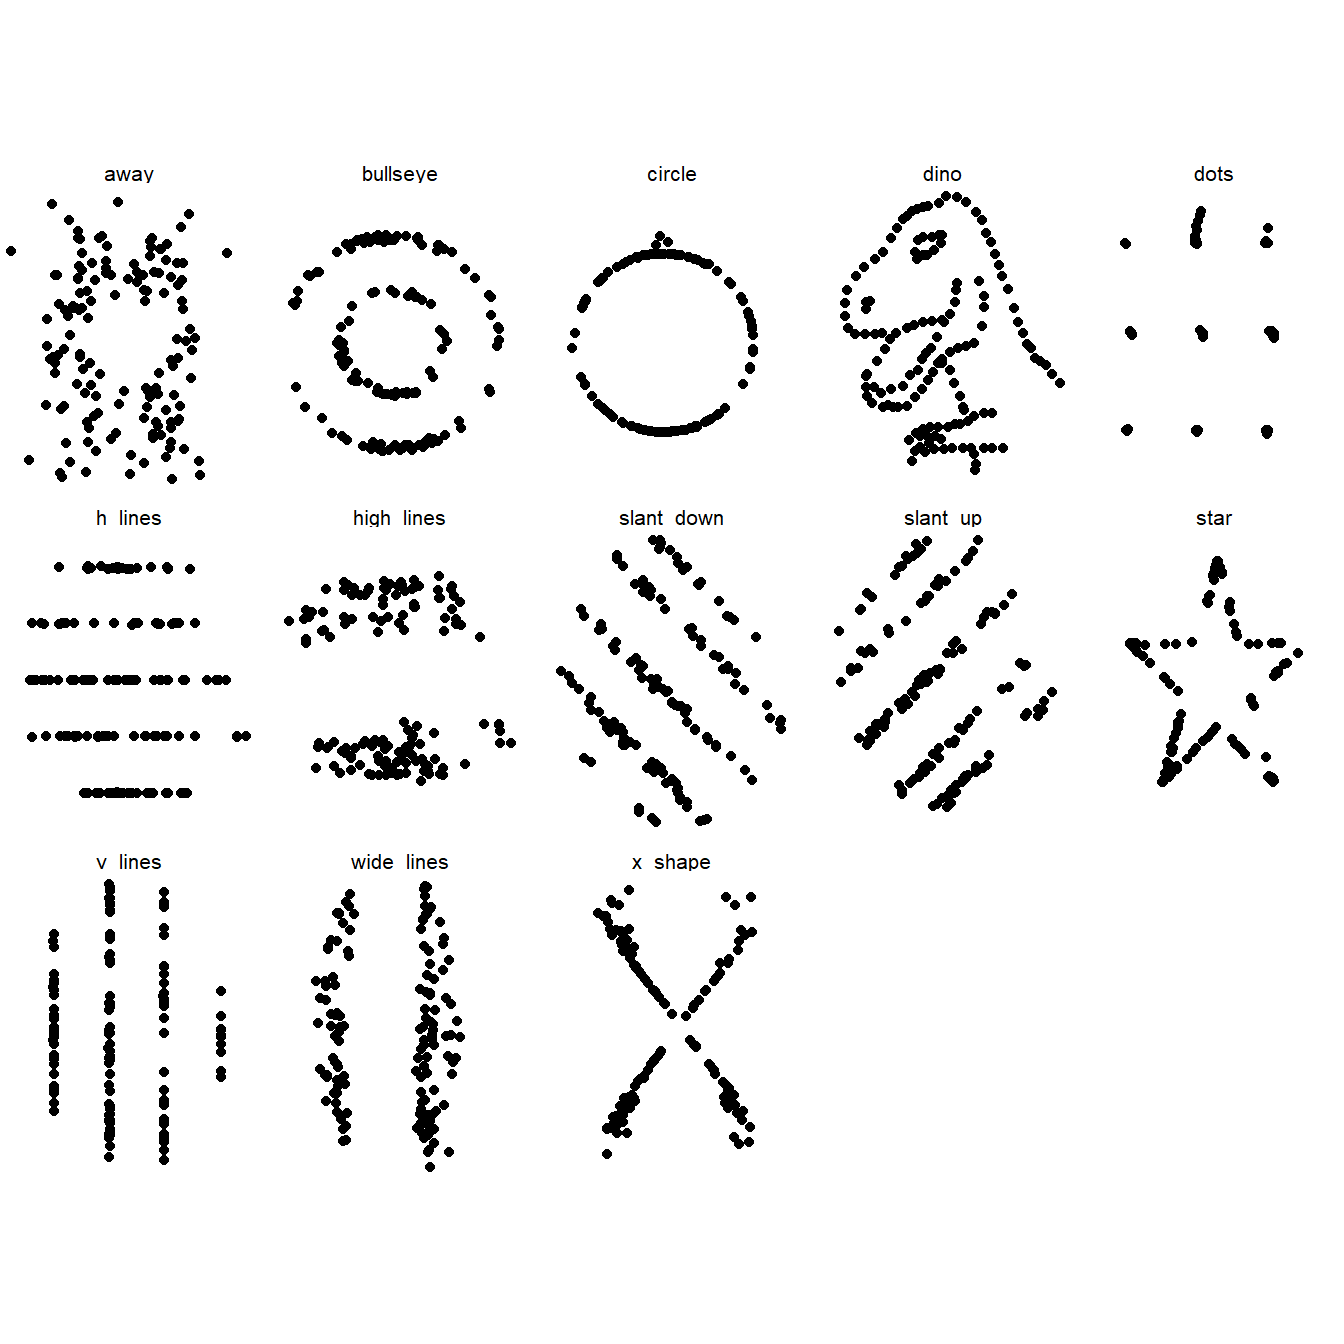 away
bullseye
circle
dino
dots
h lines
high lines
slant down
slant up
star
v lines
wide lines
x shape